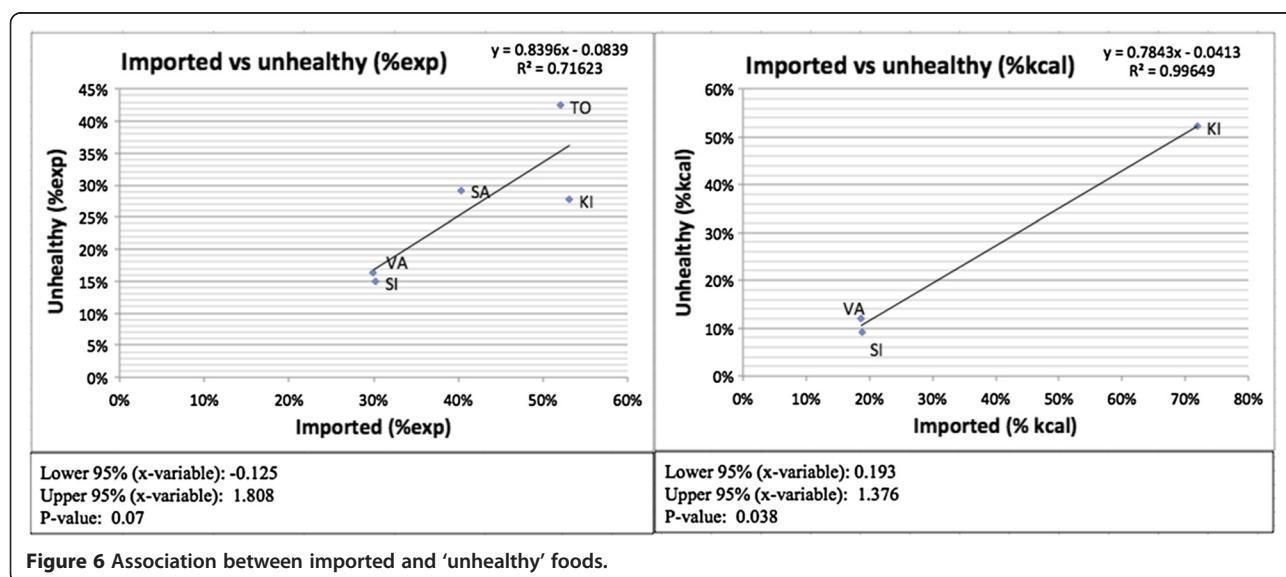 Imported vs unhealthy (%exp)
y = 0.8396x - 0.0839
R² = 0.71623
45%
40%
35%
30%
25%
20%
15%
10%
5%
0%
Unhealthy (%exp)
TO
SA
KI
VA
SI
0% 10% 20% 30% 40% 50% 60%
Imported (%exp)
Lower 95% (x-variable): -0.125
Upper 95% (x-variable): 1.808
P-value: 0.07
Imported vs unhealthy (%kcal)
y = 0.7843x - 0.0413
R² = 0.99649
60%
50%
40%
30%
20%
10%
0%
Unhealthy (%kcal)
KI
VA
SI
0% 10% 20% 30% 40% 50% 60% 70% 80%
Imported (% kcal)
Lower 95% (x-variable): 0.193
Upper 95% (x-variable): 1.376
P-value: 0.038
Figure 6 Association between imported and ‘unhealthy’ foods.